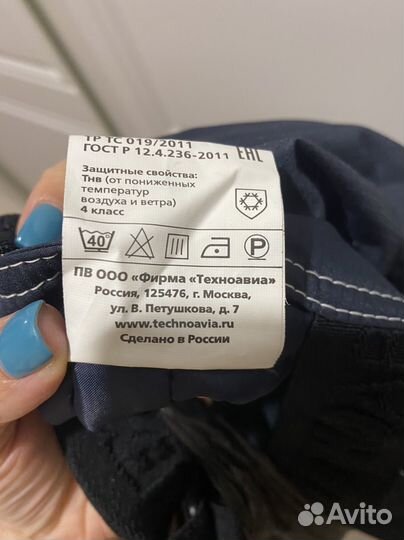 ТР ТС 019/2011
ГОСТ Р 12.4.236-2011
EAC
Защитные свойства:
Тнв (от пониженных
температур
воздуха и ветра)
4 класс
40°
P
ПВ ООО «Фирма «Техноавиа»
Россия, 125476, г. Москва,
ул. В. Петушкова, д. 7
www.technoavia.ru
Сделано в России
Avito